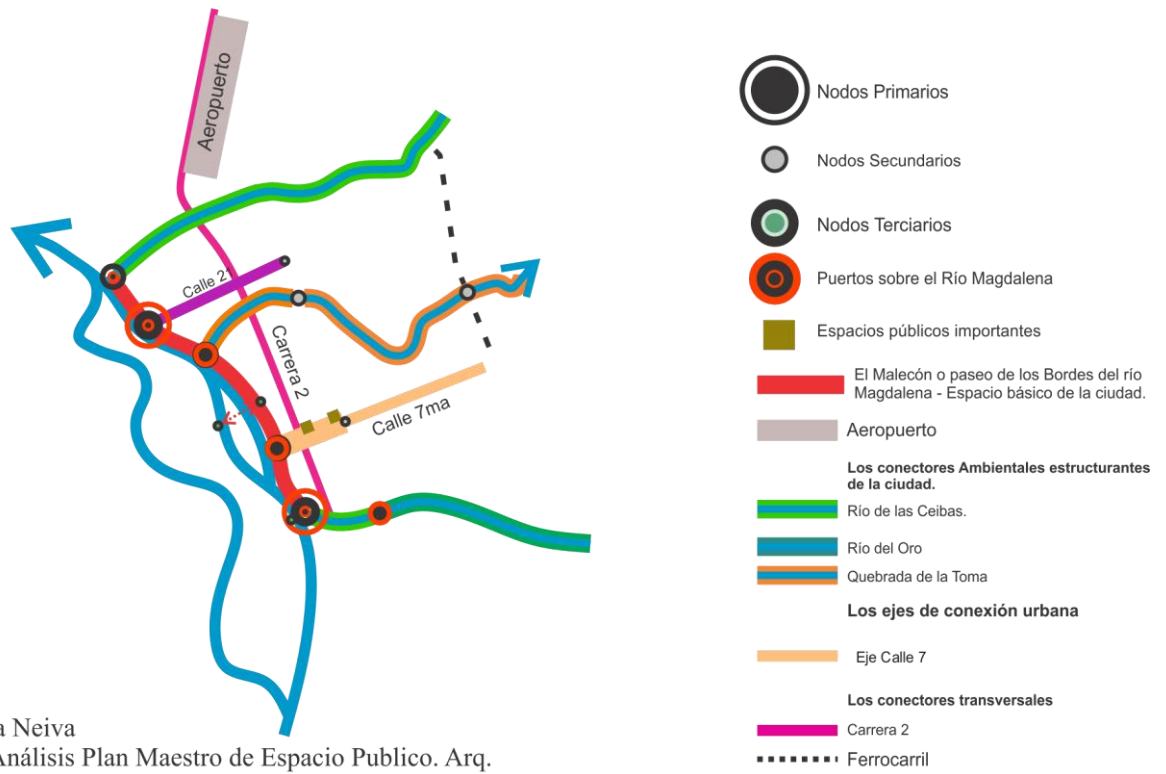 Aeropuerto
Calle 21
Carrera 2
Calle 7ma
a Neiva
Análisis Plan Maestro de Espacio Publico. Arq.
Nodos Primarios
Nodos Secundarios
Nodos Terciarios
Puertos sobre el Río Magdalena
Espacios públicos importantes
El Malecón o paseo de los Bordes del río
Magdalena - Espacio básico de la ciudad.
Aeropuerto
Los conectores Ambientales estructurantes
de la ciudad.
Río de las Ceibas.
Río del Oro
Quebrada de la Toma
Los ejes de conexión urbana
Eje Calle 7
Los conectores transversales
Carrera 2
Ferrocarril